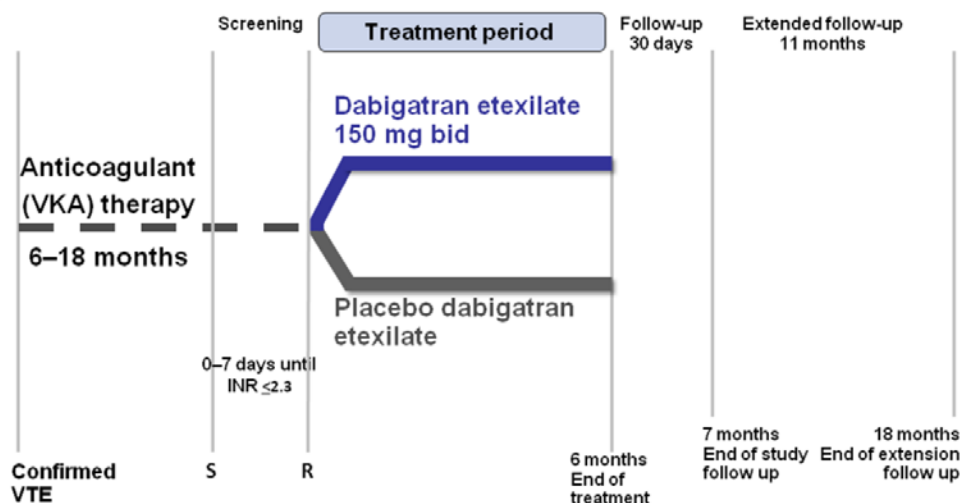 Screening
Treatment period
Follow-up
30 days
Extended follow-up
11 months
Dabigatran etexilate
150 mg bid
Anticoagulant
(VKA) therapy
6–18 months
Placebo dabigatran
etexilate
0–7 days until
INR ≤2.3
Confirmed
VTE
S
R
6 months
End of
treatment
7 months
End of study
follow up
18 months
End of extension
follow up